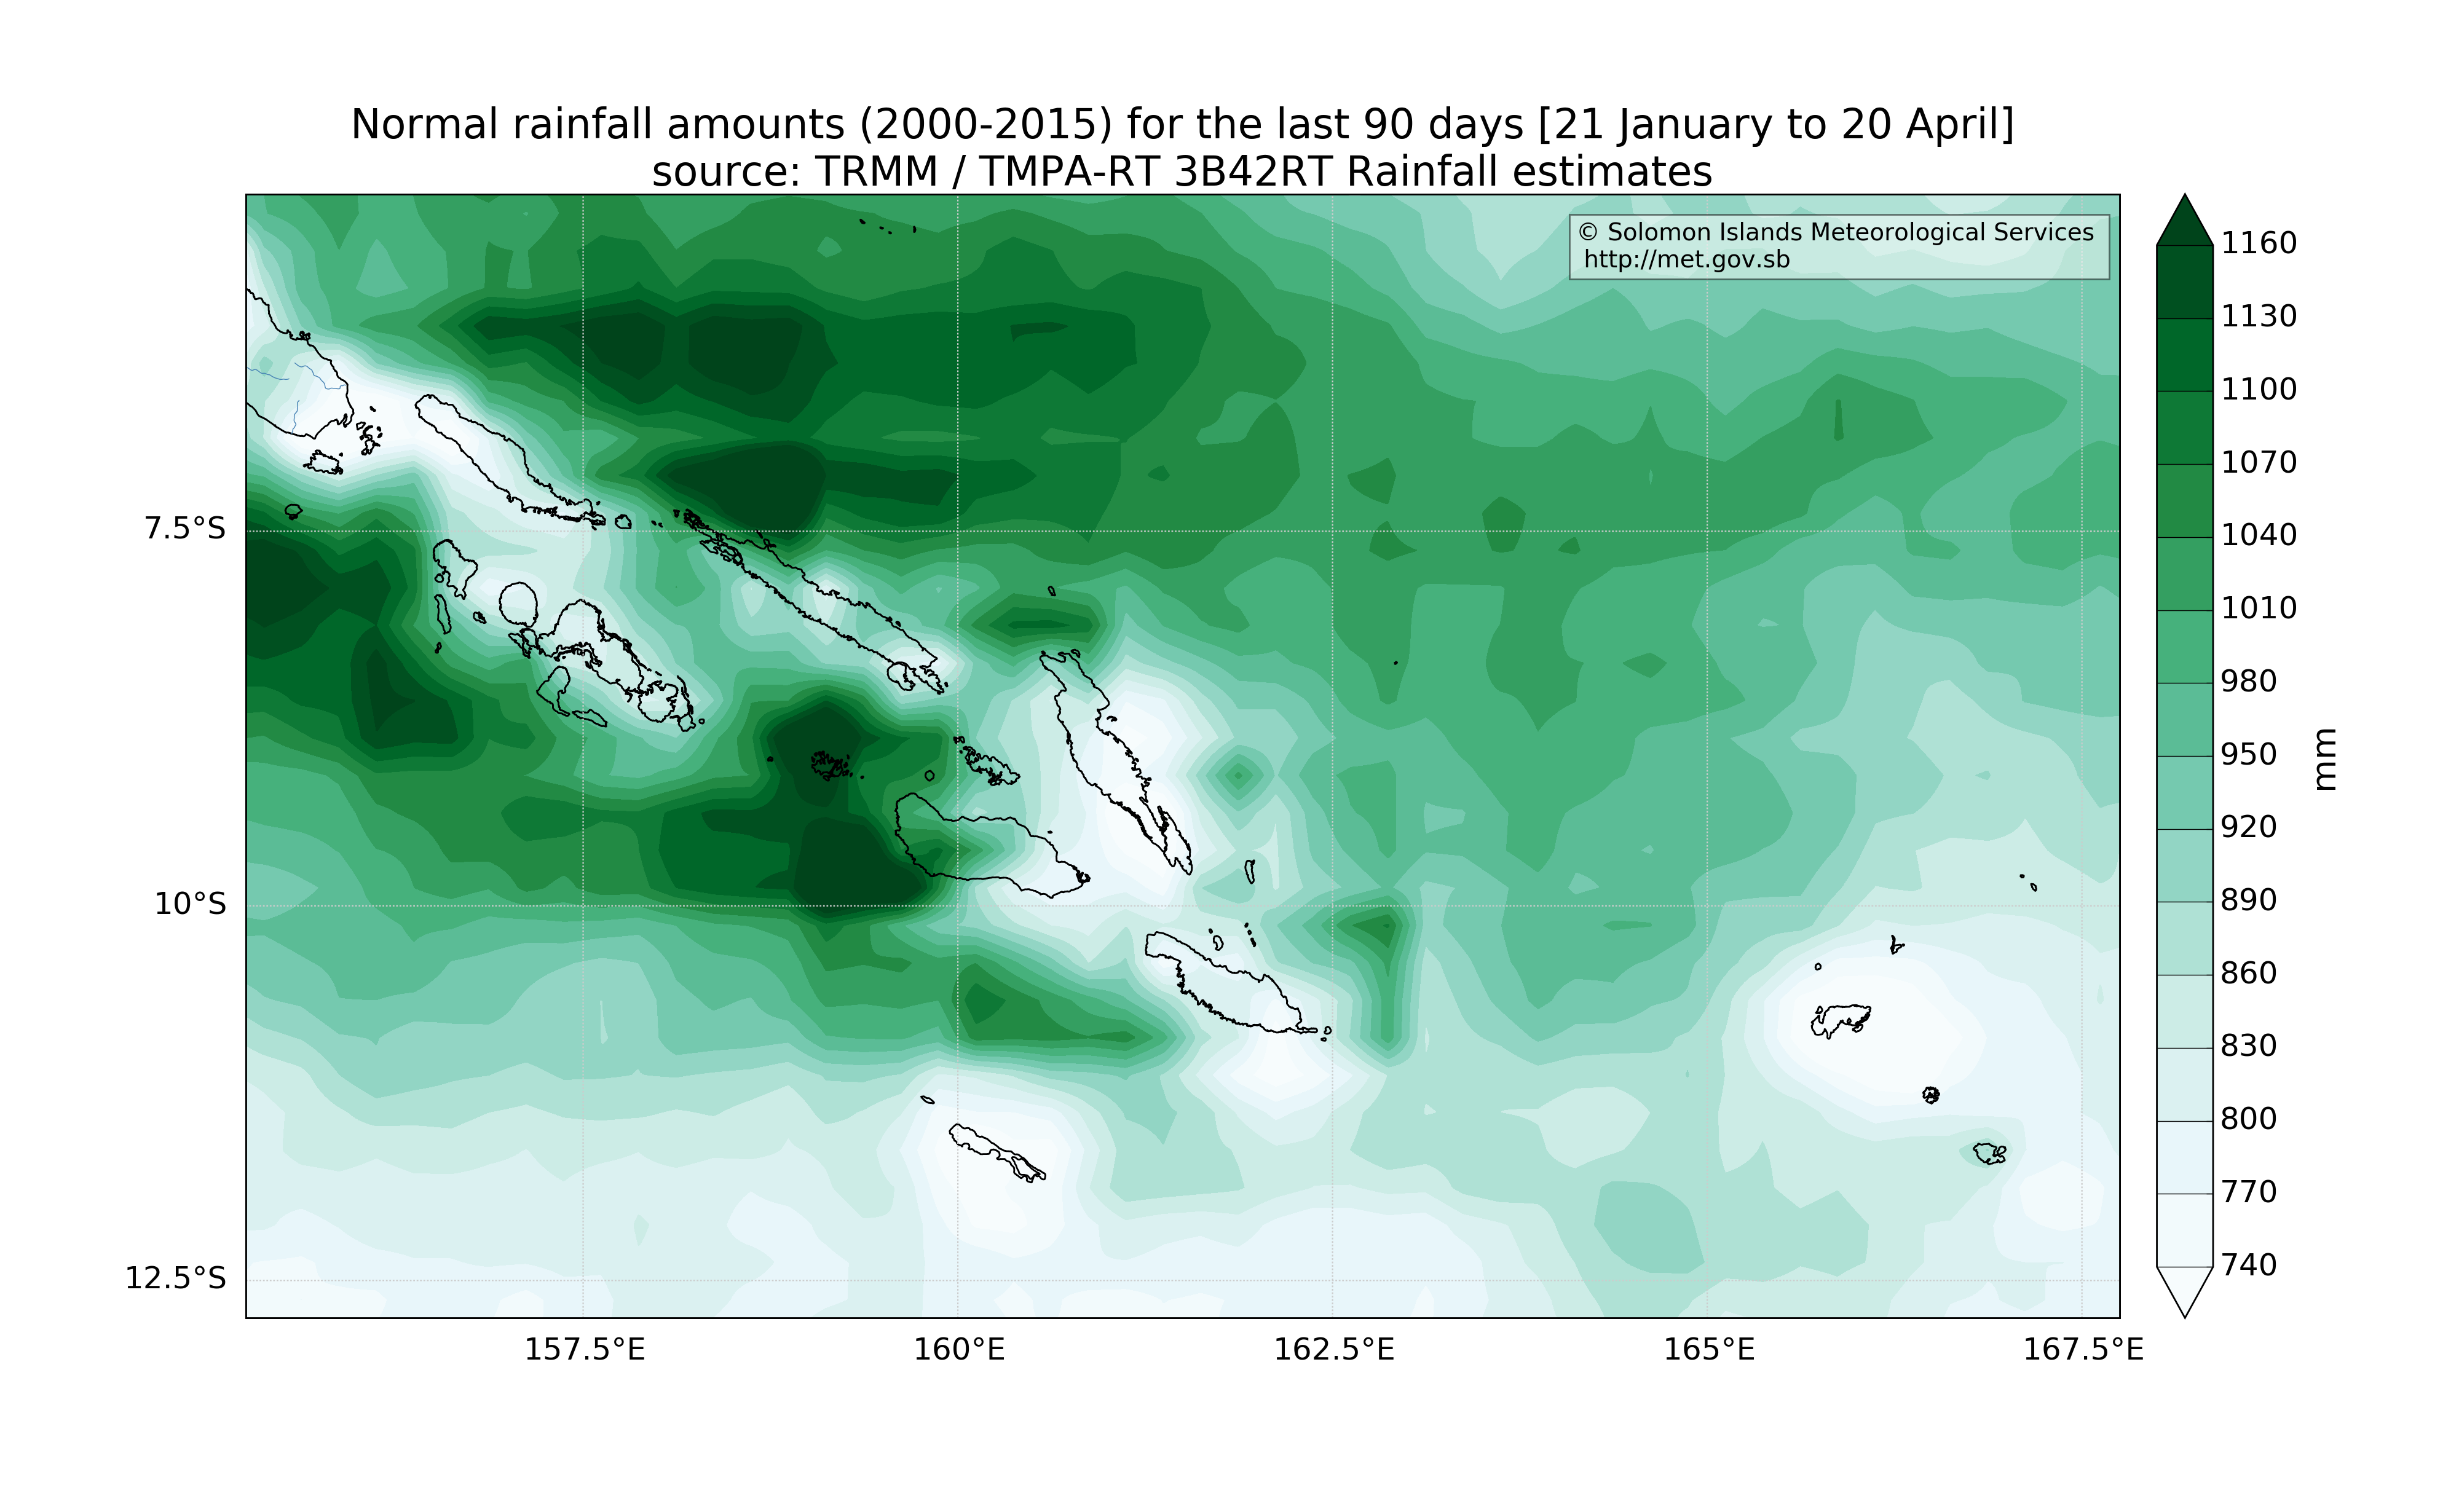 Normal rainfall amounts (2000-2015) for the last 90 days [21 January to 20 April]
source: TRMM / TMPA-RT 3B42RT Rainfall estimates
© Solomon Islands Meteorological Services
http://met.gov.sb
7.5°S
10°S
12.5°S
157.5°E
160°E
162.5°E
165°E
167.5°E
1160
1130
1100
1070
1040
1010
980
950
920
890
860
830
800
770
740
mm